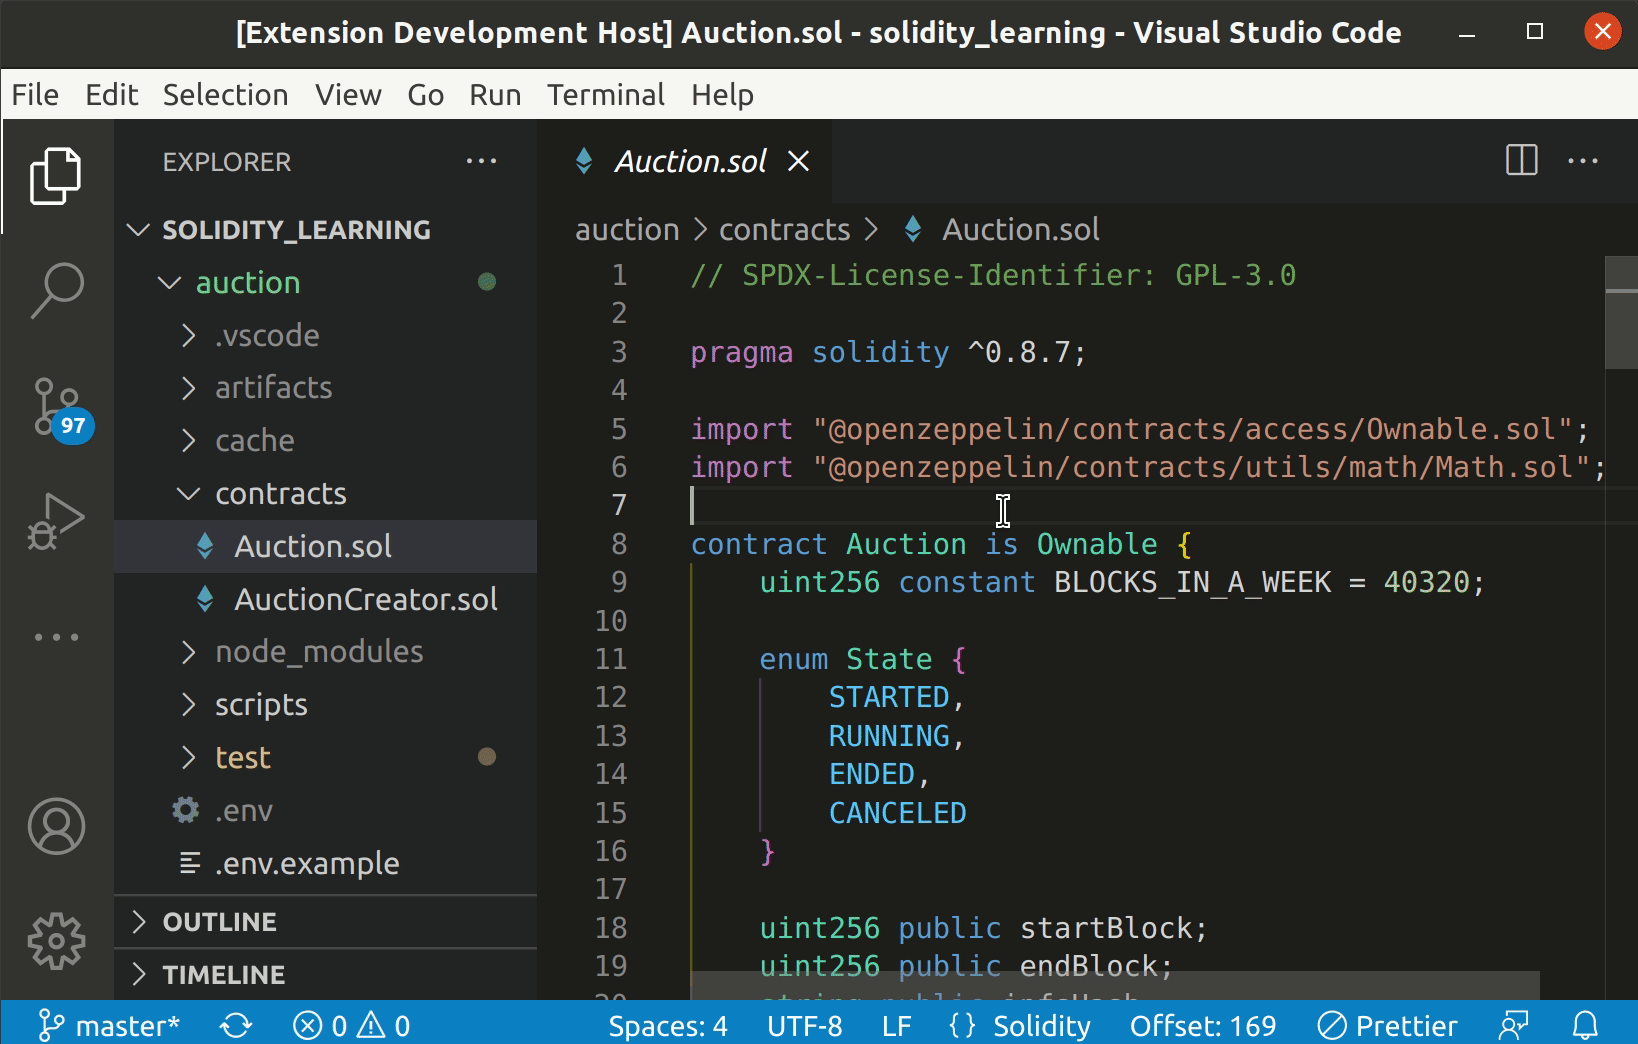 [Extension Development Host] Auction.sol - solidity_learning - Visual Studio Code
File Edit Selection View Go Run Terminal Help
EXPLORER
SOLIDITY_LEARNING
auction
.vscode
artifacts
cache
contracts
Auction.sol
AuctionCreator.sol
node_modules
scripts
test
.env
.env.example
OUTLINE
TIMELINE
97
Auction.sol
auction > contracts > Auction.sol
1 // SPDX-License-Identifier: GPL-3.0
2
3 pragma solidity ^0.8.7;
4
5 import "@openzeppelin/contracts/access/Ownable.sol";
6 import "@openzeppelin/contracts/utils/math/Math.sol";
7
8 contract Auction is Ownable {
9 uint256 constant BLOCKS_IN_A_WEEK = 40320;
10
11 enum State {
12 STARTED,
13 RUNNING,
14 ENDED,
15 CANCELED
16 }
17
18 uint256 public startBlock;
19 uint256 public endBlock;
20 string public infoHash
master* 0 0 Spaces: 4 UTF-8 LF {} Solidity Offset: 169 Prettier